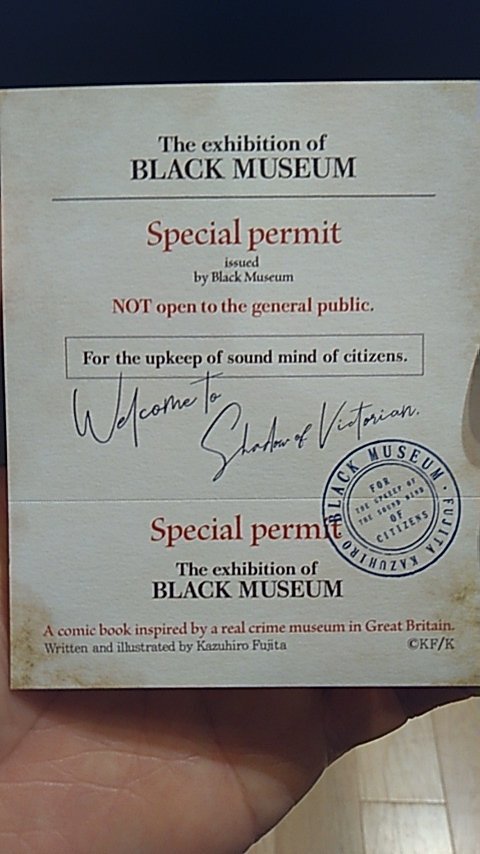 The exhibition of
BLACK MUSEUM
Special permit
issued
by Black Museum
NOT open to the general public.
For the upkeep of sound mind of citizens.
Welcome to
Shadow of Victorian.
BLACK MUSEUM · FUJITA KAZUHIRO
FOR
THE UPKEEP OF
THE SOUND MIND
OF
CITIZENS
Special permit
The exhibition of
BLACK MUSEUM
A comic book inspired by a real crime museum in Great Britain.
Written and illustrated by Kazuhiro Fujita ©KF/K